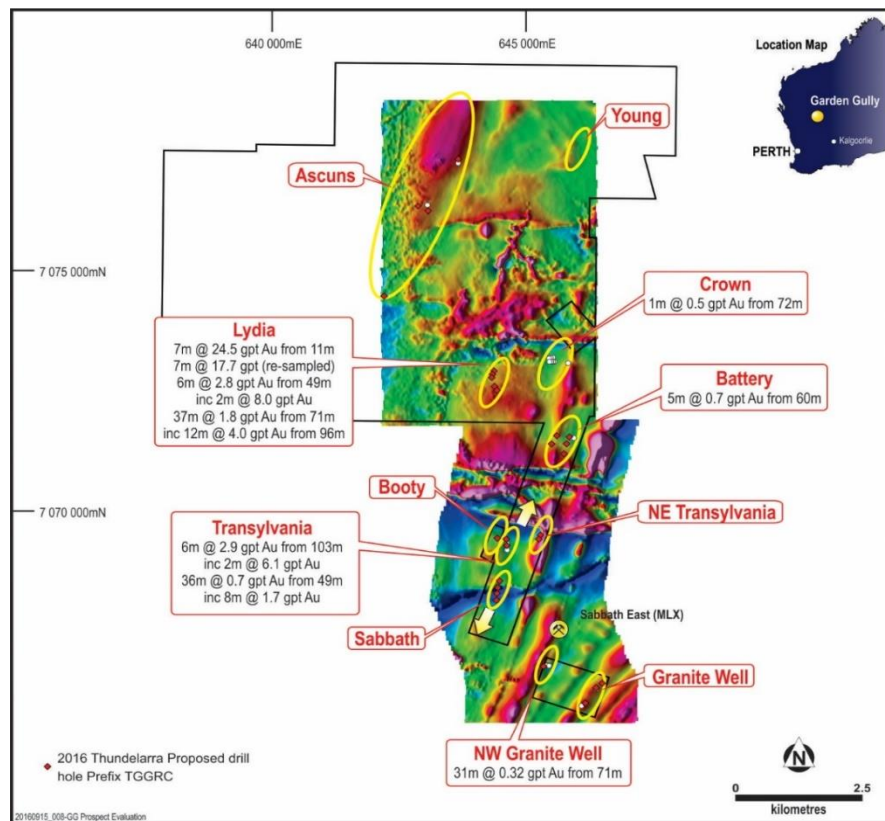 640 000mE
645 000mE
Location Map
Garden Gully
PERTH
Kalgoorlie
Young
Ascuns
7 075 000mN
Crown
1m @ 0.5 gpt Au from 72m
Lydia
7m @ 24.5 gpt Au from 11m
7m @ 17.7 gpt (re-sampled)
6m @ 2.8 gpt Au from 49m
inc 2m @ 8.0 gpt Au
37m @ 1.8 gpt Au from 71m
inc 12m @ 4.0 gpt Au from 96m
Battery
5m @ 0.7 gpt Au from 60m
Booty
7 070 000mN
NE Transylvania
Transylvania
6m @ 2.9 gpt Au from 103m
inc 2m @ 6.1 gpt Au
36m @ 0.7 gpt Au from 49m
inc 8m @ 1.7 gpt Au
Sabbath East (MLX)
Sabbath
Granite Well
NW Granite Well
31m @ 0.32 gpt Au from 71m
2016 Thundelarra Proposed drill
hole Prefix TGGRC
N
0
2.5
kilometres
20160915_008-GG Prospect Evaluation